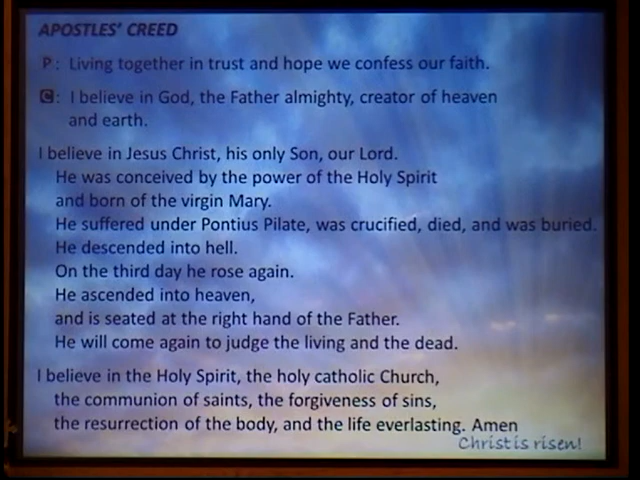 APOSTLES' CREED
P: Living together in trust and hope we confess our faith.
C: I believe in God, the Father almighty, creator of heaven
and earth.
I believe in Jesus Christ, his only Son, our Lord.
He was conceived by the power of the Holy Spirit
and born of the virgin Mary.
He suffered under Pontius Pilate, was crucified, died, and was buried.
He descended into hell.
On the third day he rose again.
He ascended into heaven,
and is seated at the right hand of the Father.
He will come again to judge the living and the dead.
I believe in the Holy Spirit, the holy catholic Church,
the communion of saints, the forgiveness of sins,
the resurrection of the body, and the life everlasting. Amen
Christ is risen!